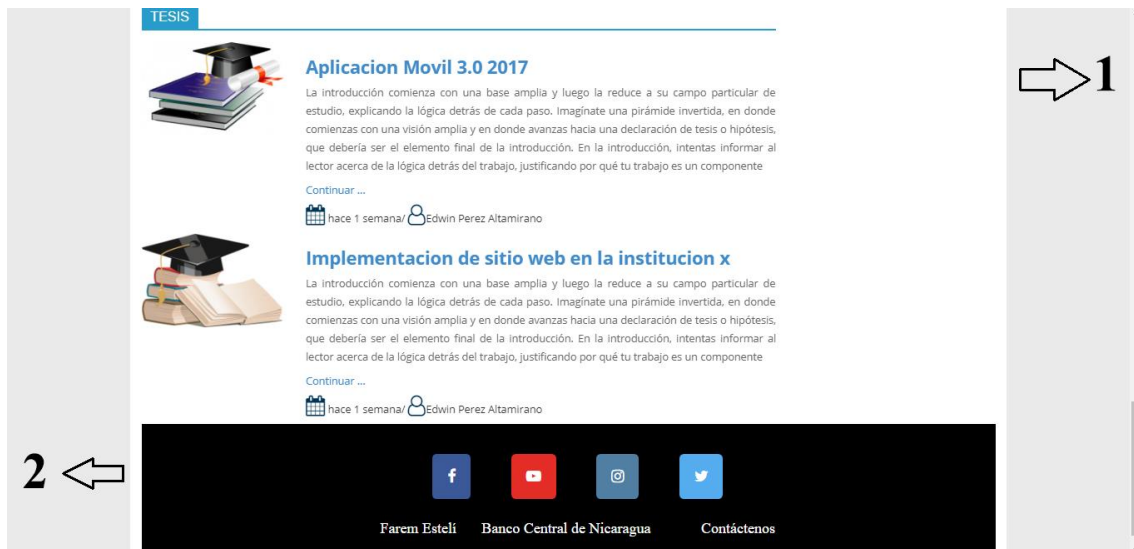 TESIS
Aplicacion Movil 3.0 2017
La introducción comienza con una base amplia y luego la reduce a su campo particular de
estudio, explicando la lógica detrás de cada paso. Imagínate una pirámide invertida, en donde
comienzas con una visión amplia y en donde avanzas hacia una declaración de tesis o hipótesis,
que debería ser el elemento final de la introducción. En la introducción, intentas informar al
lector acerca de la lógica detrás del trabajo, justificando por qué tu trabajo es un componente
Continuar ...
hace 1 semana/ Edwin Perez Altamirano
1
Implementacion de sitio web en la institucion x
La introducción comienza con una base amplia y luego la reduce a su campo particular de
estudio, explicando la lógica detrás de cada paso. Imagínate una pirámide invertida, en donde
comienzas con una visión amplia y en donde avanzas hacia una declaración de tesis o hipótesis,
que debería ser el elemento final de la introducción. En la introducción, intentas informar al
lector acerca de la lógica detrás del trabajo, justificando por qué tu trabajo es un componente
Continuar ...
hace 1 semana/ Edwin Perez Altamirano
2
Farem Estelí Banco Central de Nicaragua Contáctenos